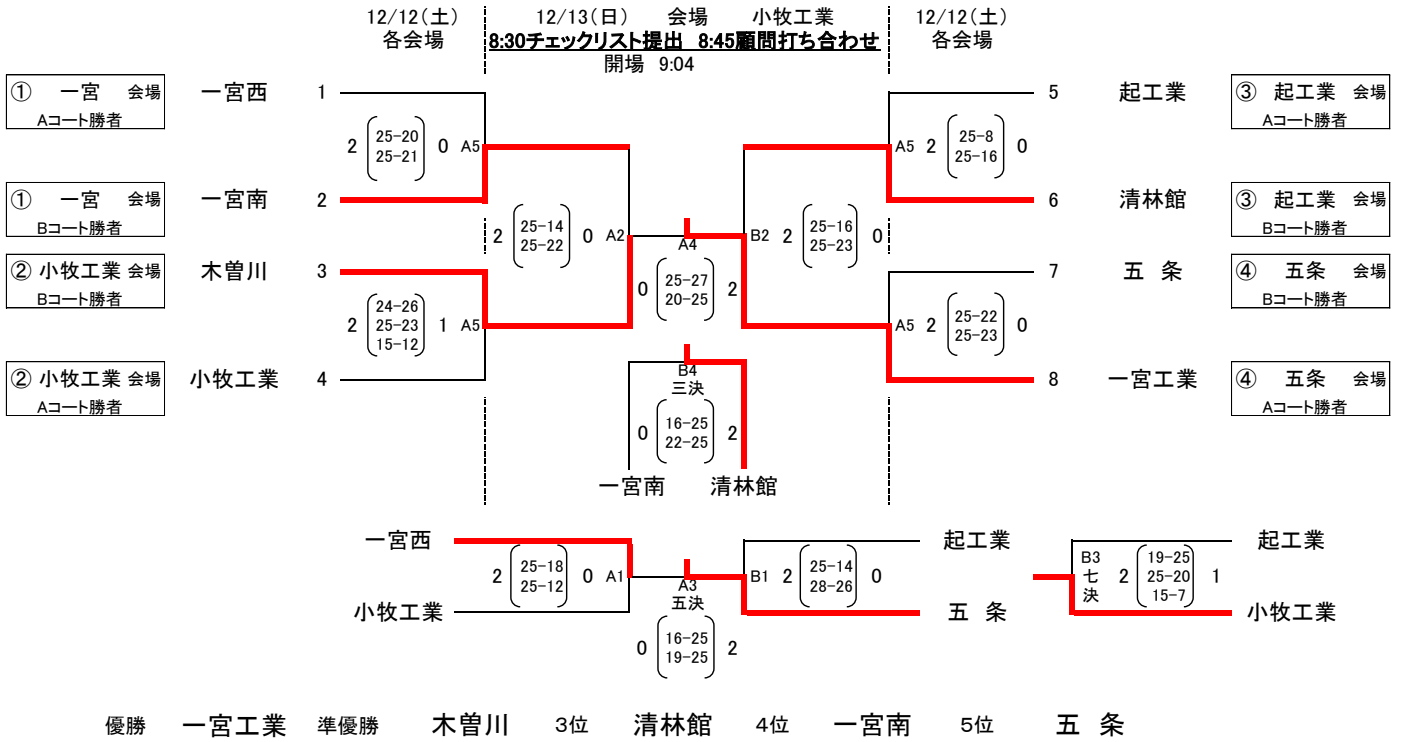 12/12(土) 12/13(日) 会場 小牧工業 12/12(土)
各会場 8:30チェックリスト提出 8:45顧問打ち合わせ 各会場
開場 9:04
① 一宮 会場 一宮西 1 5 起工業 ③ 起工業 会場
Aコート勝者 Aコート勝者
2 25-20 0 A5 A5 2 25-8 0
25-21 25-16
① 一宮 会場 一宮南 2 6 清林館 ③ 起工業 会場
Bコート勝者 Bコート勝者
2 25-14 0 A2 A4 B2 2 25-16 0
25-22 25-23
② 小牧工業 会場 木曽川 3 7 五 条 ④ 五条 会場
Bコート勝者 Bコート勝者
0 25-27 2
20-25
2 24-26 1 A5 A5 2 25-22 0
25-23 25-23
15-12
② 小牧工業 会場 小牧工業 4 8 一宮工業 ④ 五条 会場
Aコート勝者 Aコート勝者
B4
三決
0 16-25 2
22-25
一宮南 清林館
一宮西 起工業 起工業
2 25-18 0 A1 A3 B1 2 25-14 0 B3 2 19-25 1
25-12 五決 28-26 七 25-20
決 15-7
小牧工業 五 条 小牧工業
0 16-25 2
19-25
優勝 一宮工業 準優勝 木曽川 3位 清林館 4位 一宮南 5位 五 条